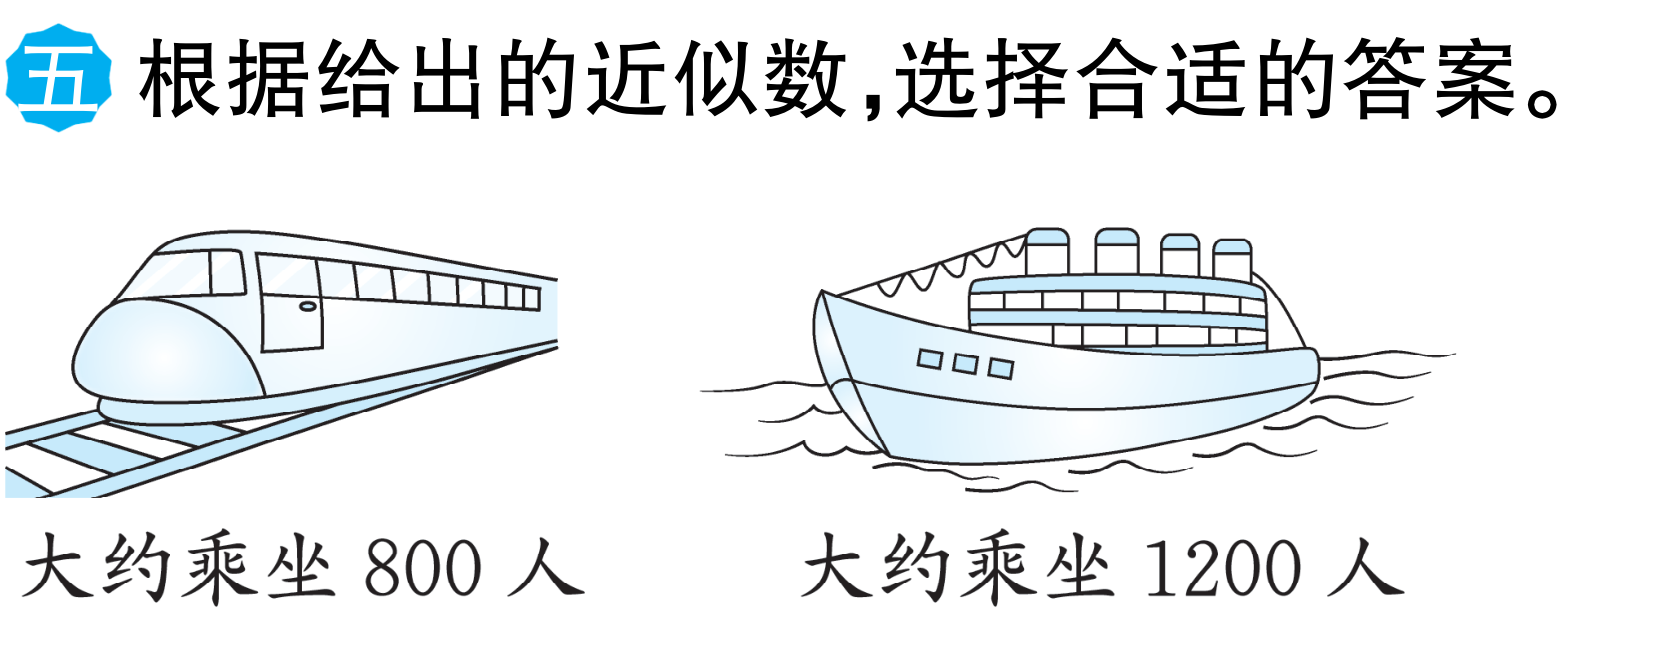 五 根据给出的近似数,选择合适的答案。
大约乘坐 800 人
大约乘坐 1200 人